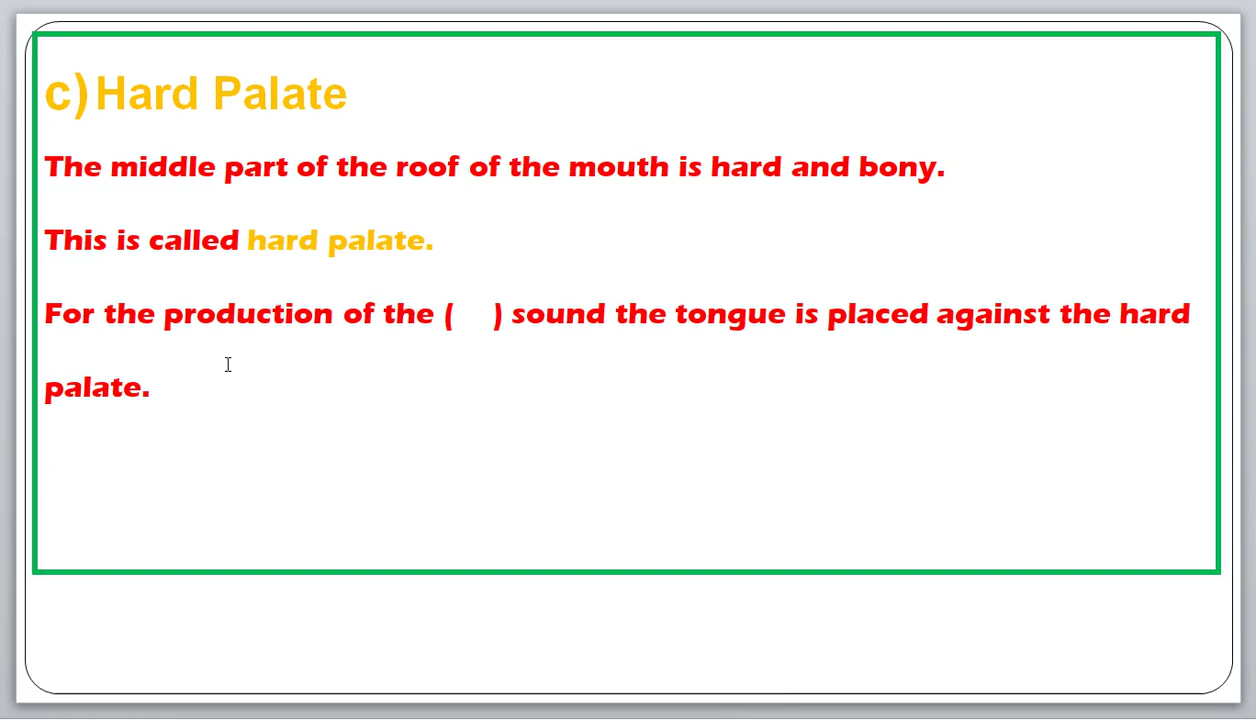 c) Hard Palate
The middle part of the roof of the mouth is hard and bony.
This is called hard palate.
For the production of the (    ) sound the tongue is placed against the hard
palate.